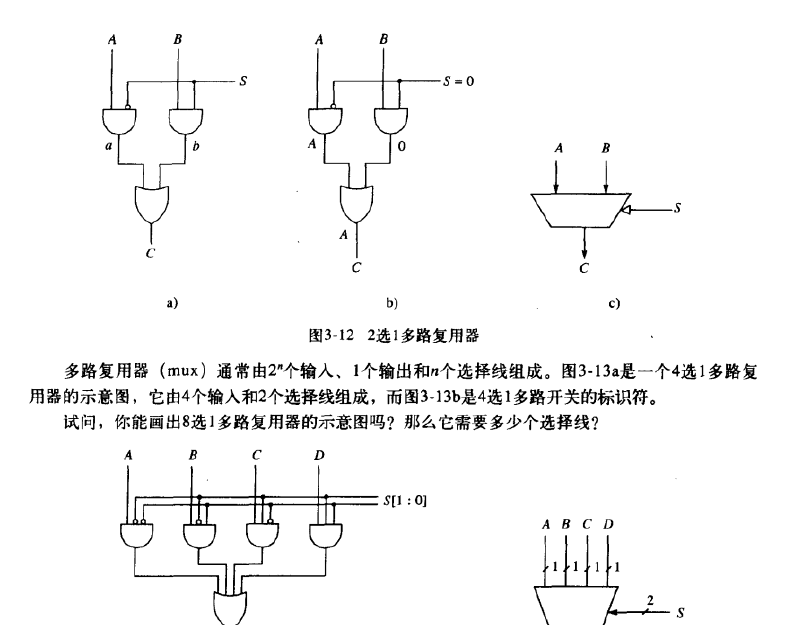 A B A B
S S = 0
a b A 0
A B
S
A
C C C
a) b) c)
图3-12 2选1多路复用器
多路复用器（mux）通常由2ⁿ个输入、1个输出和n个选择线组成。图3-13a是一个4选1多路复
用器的示意图，它由4个输入和2个选择线组成，而图3-13b是4选1多路开关的标识符。
试问，你能画出8选1多路复用器的示意图吗？那么它需要多少个选择线？
A B C D
S[1 : 0]
A B C D
1 1 1 1
2 S